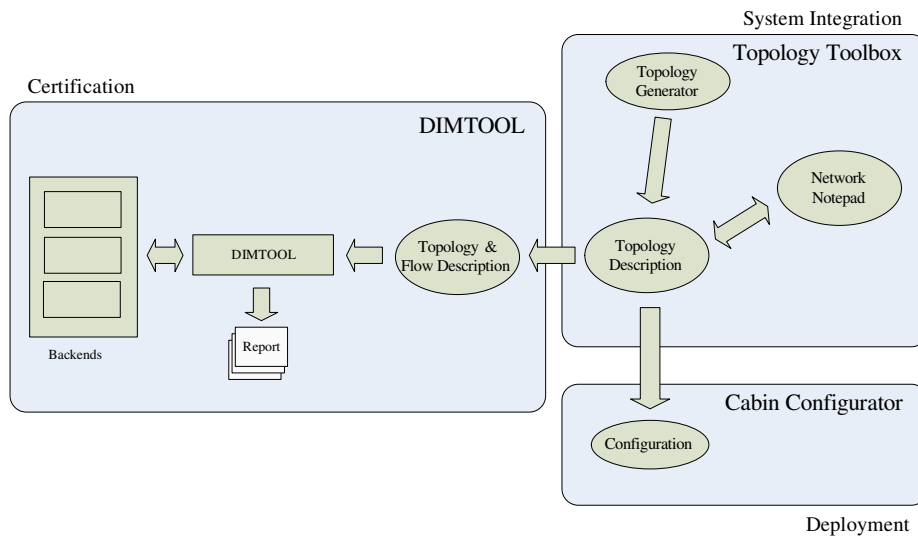 System Integration
Topology Toolbox
Topology
Generator
Network
Notepad
Topology
Description
Certification
DIMTOOL
Topology &
Flow Description
DIMTOOL
Report
Backends
Cabin Configurator
Configuration
Deployment